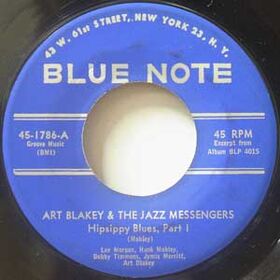 43 W. 61st STREET, NEW YORK 23, N. Y.
BLUE NOTE
45-1786-A
Groove Music
(BMI)
45 RPM
Excerpt from
Album BLP 4015
ART BLAKEY & THE JAZZ MESSENGERS
Hipsippy Blues, Part 1
(Mobley)
Lee Morgan, Hank Mobley,
Bobby Timmons, Jymie Merritt,
Art Blakey